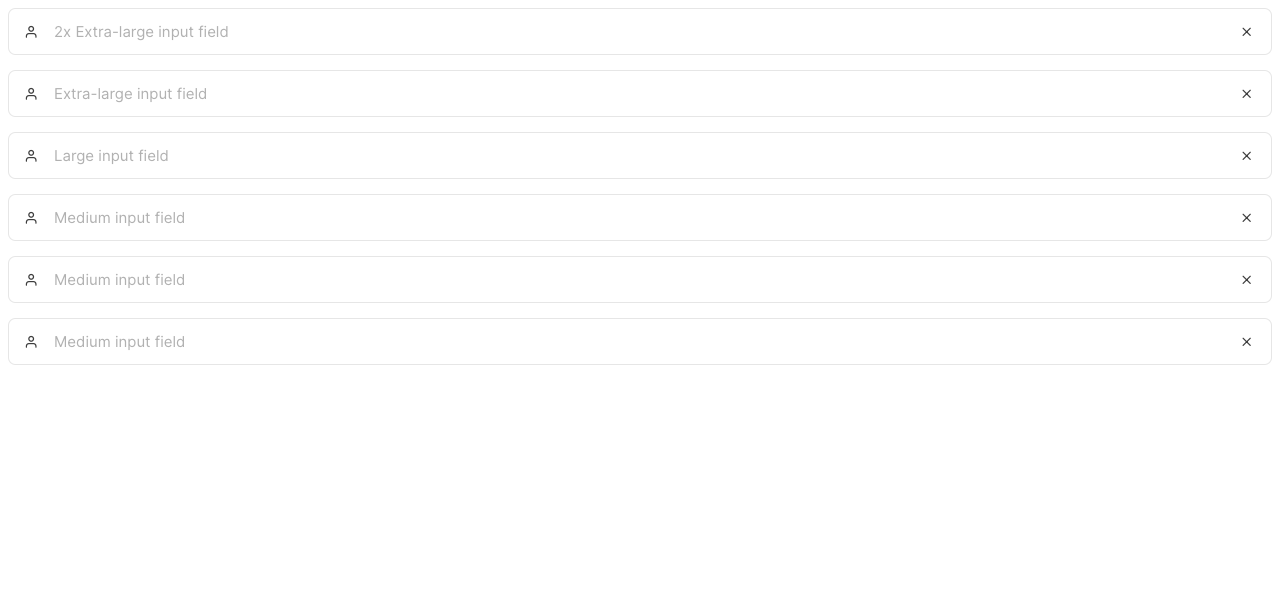 2x Extra-large input field
Extra-large input field
Large input field
Medium input field
Medium input field
Medium input field